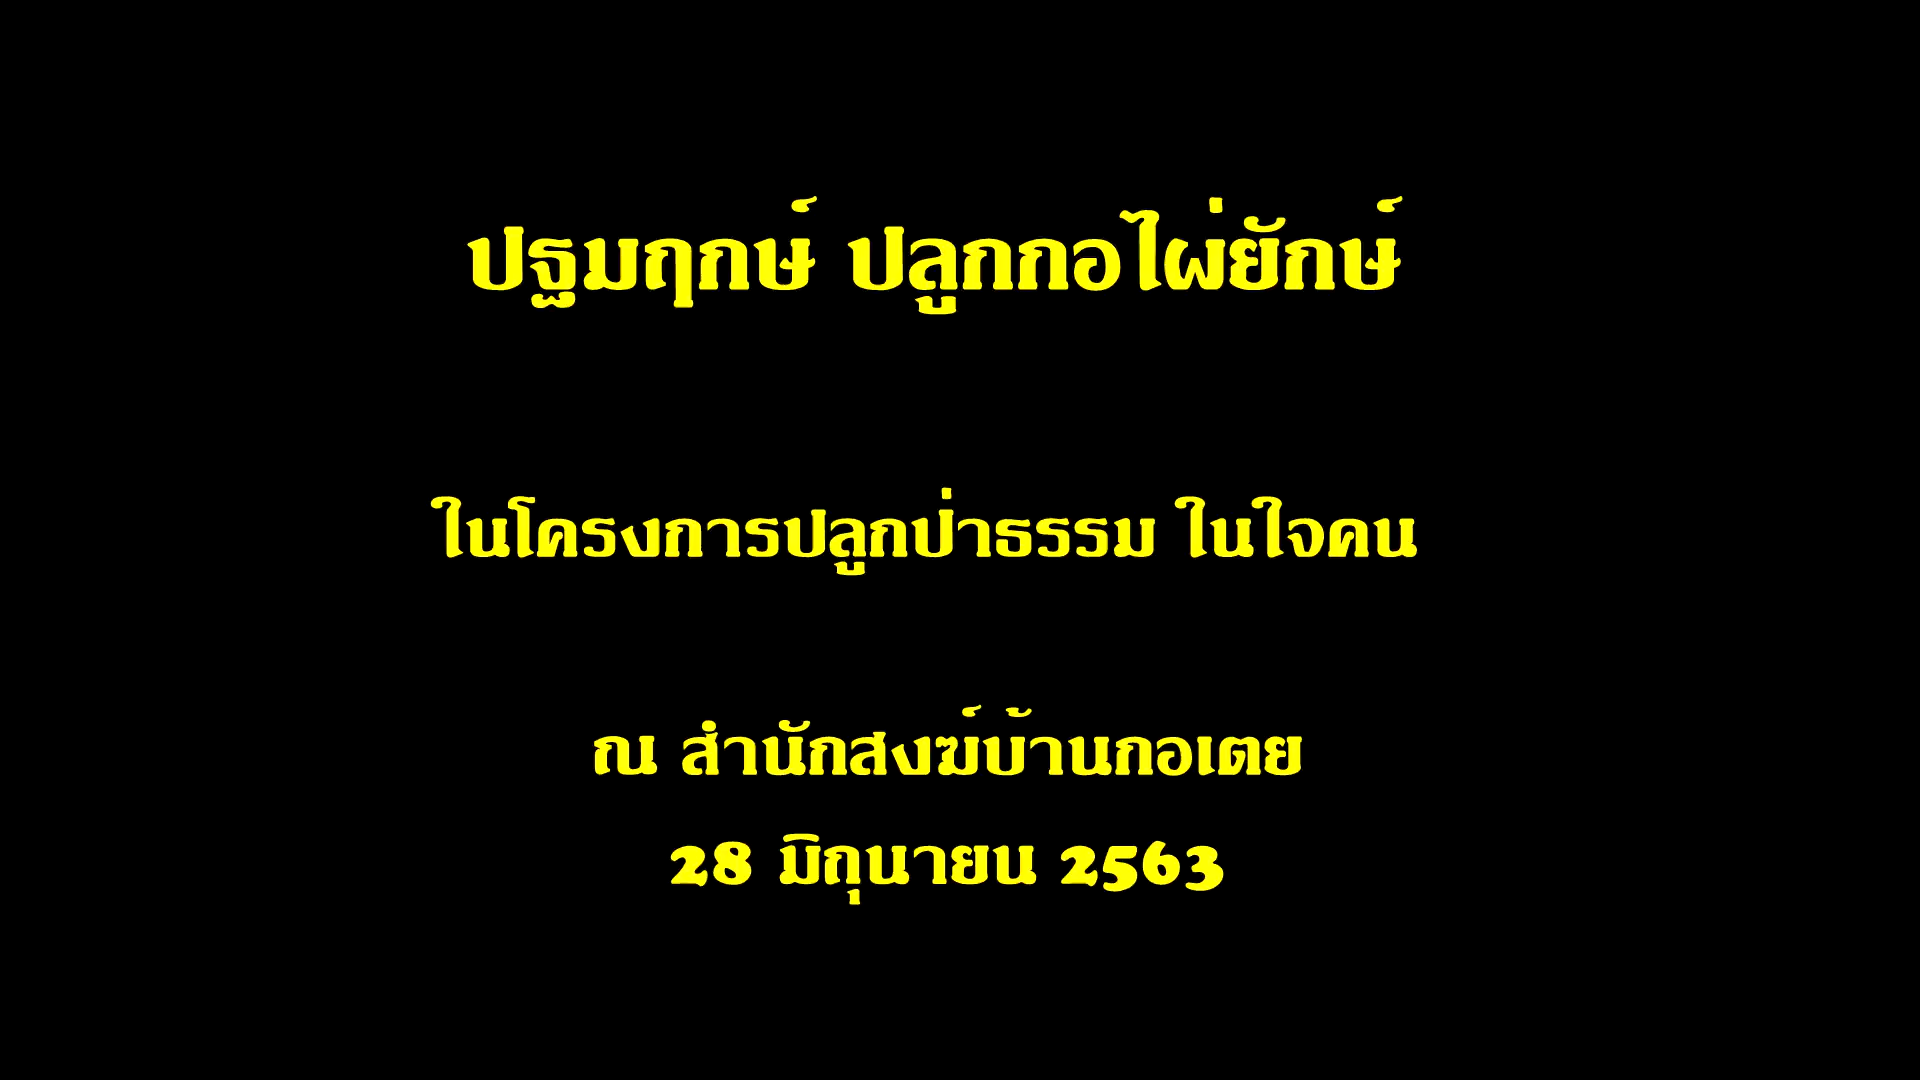 ปฐมฤกษ์ ปลูกกอไผ่ยักษ์
ในโครงการปลูกป่าธรรม ในใจคน
ณ สำนักสงฆ์บ้านกอเตย
28 มิถุนายน 2563